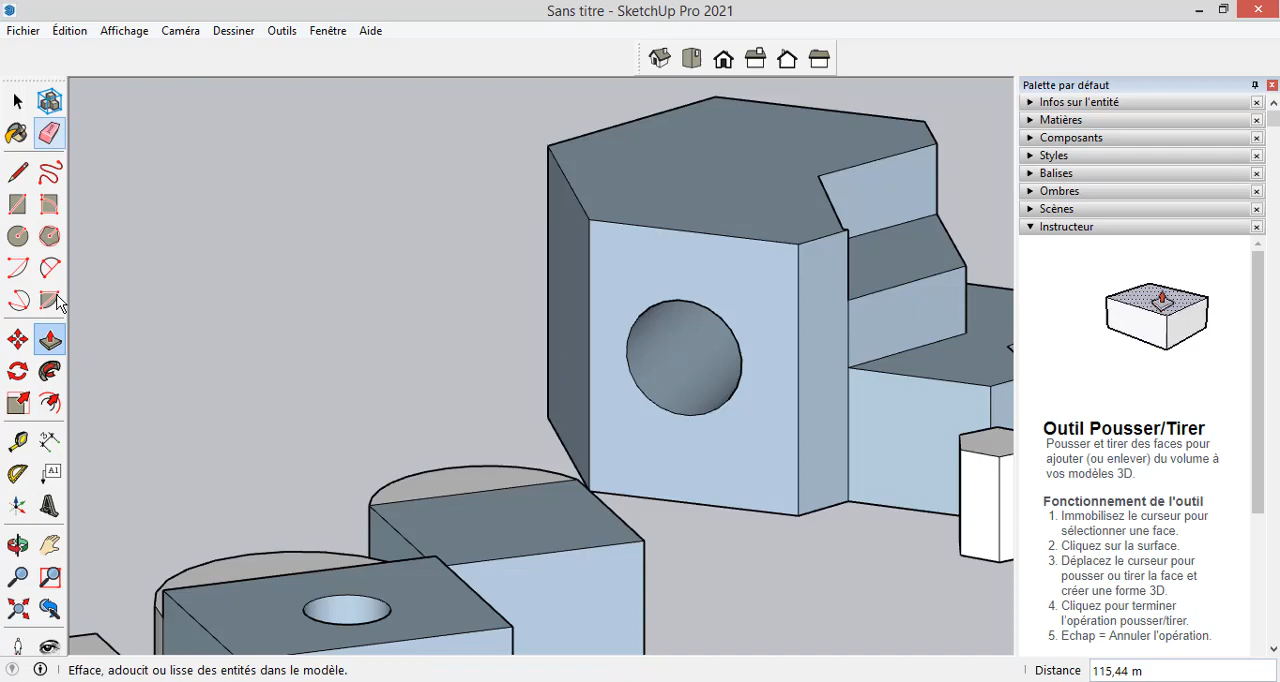 Sans titre - SketchUp Pro 2021
Fichier Édition Affichage Caméra Dessiner Outils Fenêtre Aide
Palette par défaut
Infos sur l'entité
Matières
Composants
Styles
Balises
Ombres
Scènes
Instructeur
A1
Outil Pousser/Tirer
Pousser et tirer des faces pour
ajouter (ou enlever) du volume à
vos modèles 3D.
Fonctionnement de l'outil
1. Immobilisez le curseur pour
sélectionner une face.
2. Cliquez sur la surface.
3. Déplacez le curseur pour
pousser ou tirer la face et
créer une forme 3D.
4. Cliquez pour terminer
l'opération pousser/tirer.
5. Echap = Annuler l'opération.
Efface, adoucit ou lisse des entités dans le modèle.
Distance 115,44 m